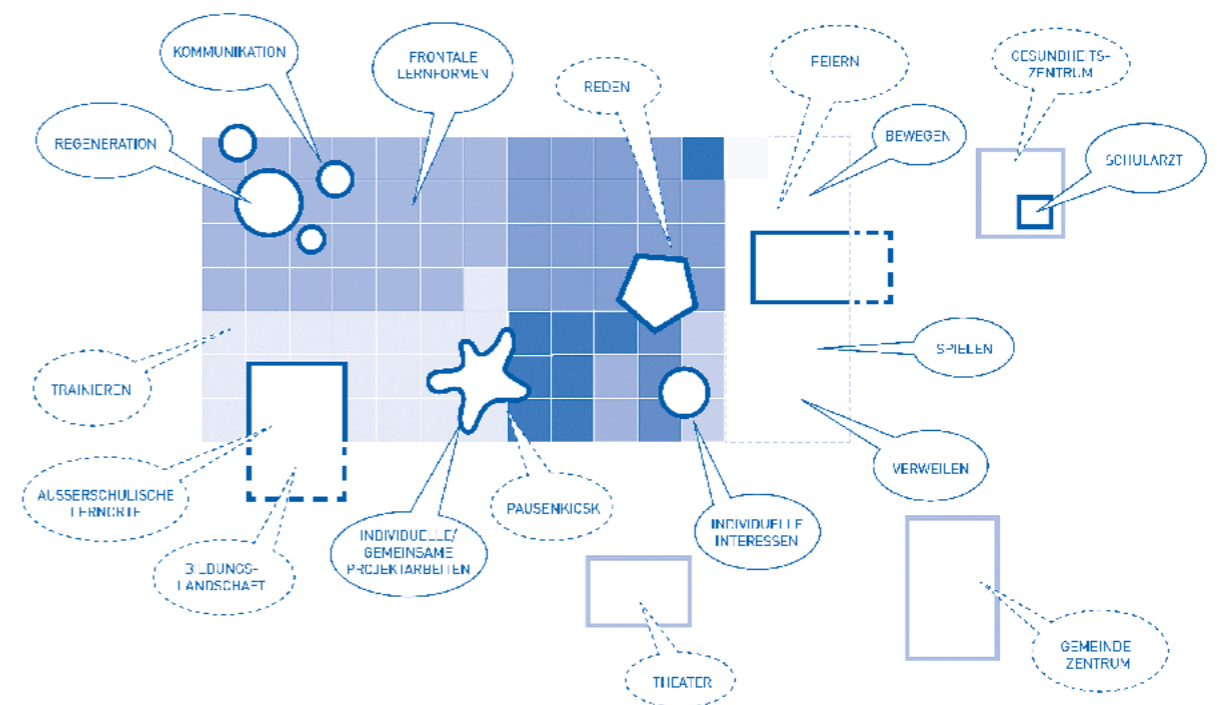 KOMMUNIKATION
FRONTALE
LERNFORMEN
REDEN
FEIERN
GESUNDHEITS-
ZENTRUM
REGENERATION
BEWEGEN
SCHULARZT
TRAINIEREN
SPIELEN
AUSSERSCHULISCHE
LERNORTE
BILDUNGS-
LANDSCHAFT
INDIVIDUELLE/
GEMEINSAME
PROJEKTARBEITEN
PAUSENKIOSK
INDIVIDUELLE
INTERESSEN
VERWEILEN
THEATER
GEMEINDE
ZENTRUM